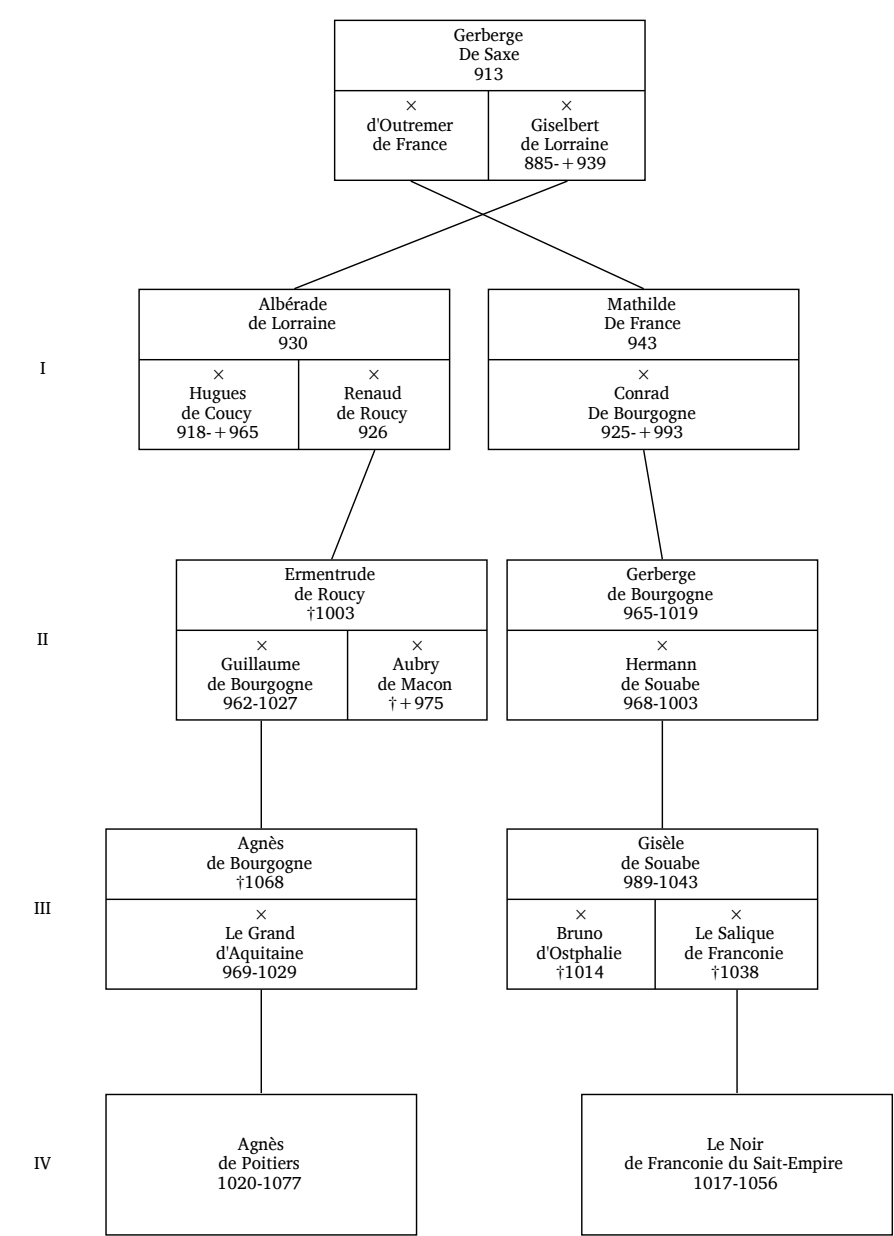 Gerberge
De Saxe
913
×
d'Outremer
de France
×
Giselbert
de Lorraine
885-+939
I
Albérade
de Lorraine
930
×
Hugues
de Coucy
918-+965
×
Renaud
de Roucy
926
Mathilde
De France
943
×
Conrad
De Bourgogne
925-+993
II
Ermentrude
de Roucy
†1003
×
Guillaume
de Bourgogne
962-1027
×
Aubry
de Macon
†+975
Gerberge
de Bourgogne
965-1019
×
Hermann
de Souabe
968-1003
III
Agnès
de Bourgogne
†1068
×
Le Grand
d'Aquitaine
969-1029
Gisèle
de Souabe
989-1043
×
Bruno
d'Ostphalie
†1014
×
Le Salique
de Franconie
†1038
IV
Agnès
de Poitiers
1020-1077
Le Noir
de Franconie du Sait-Empire
1017-1056